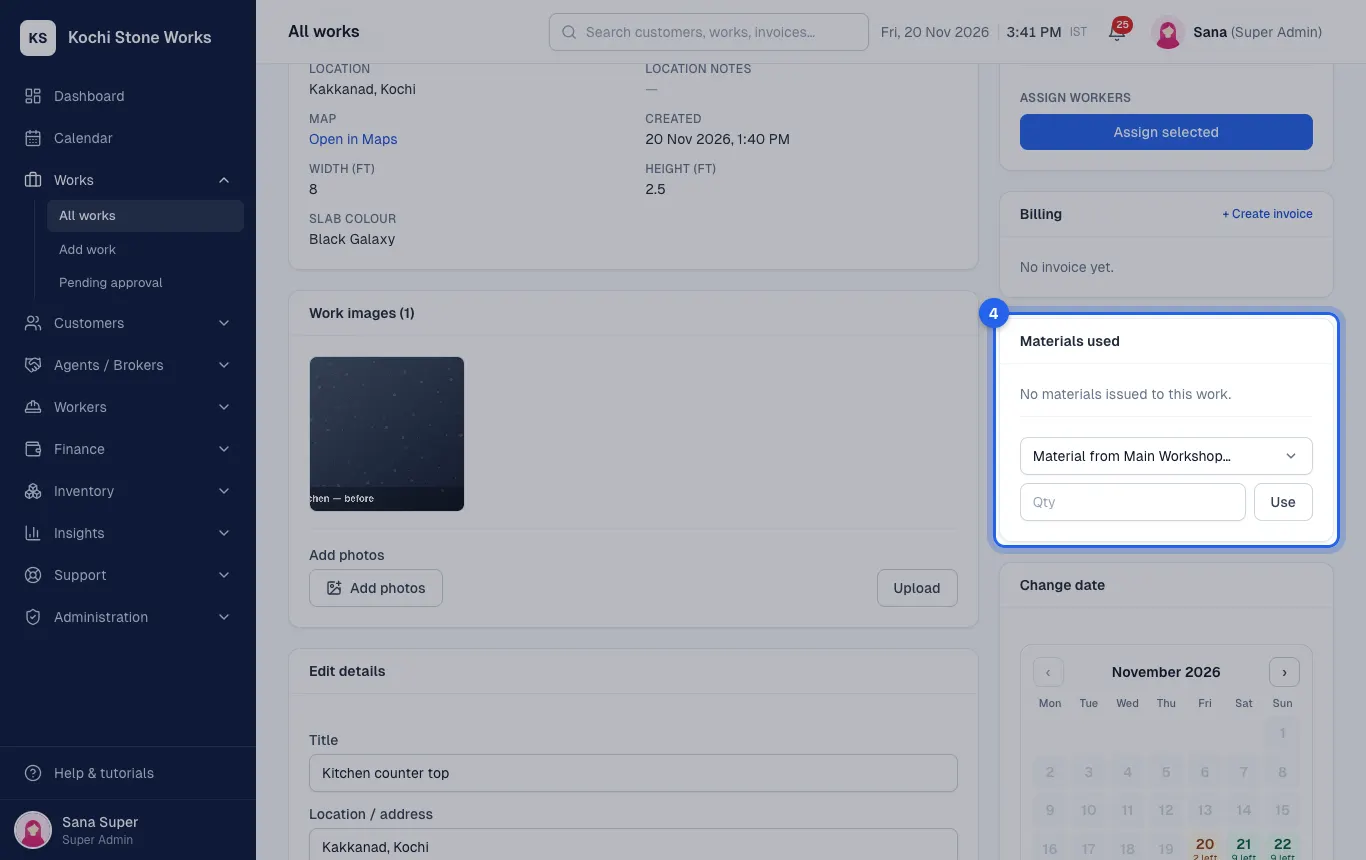 KS
Kochi Stone Works
Dashboard
Calendar
Works
All works
Add work
Pending approval
Customers
Agents / Brokers
Workers
Finance
Inventory
Insights
Support
Administration
Help & tutorials
Sana Super
Super Admin
All works
Search customers, works, invoices…
Fri, 20 Nov 2026
3:41 PM IST
25
Sana (Super Admin)
LOCATION
Kakkanad, Kochi
LOCATION NOTES
—
MAP
Open in Maps
CREATED
20 Nov 2026, 1:40 PM
WIDTH (FT)
8
HEIGHT (FT)
2.5
SLAB COLOUR
Black Galaxy
Work images (1)
chen — before
Add photos
Add photos
Upload
Edit details
Title
Kitchen counter top
Location / address
Kakkanad, Kochi
ASSIGN WORKERS
Assign selected
Billing
+ Create invoice
No invoice yet.
4
Materials used
No materials issued to this work.
Material from Main Workshop…
Qty
Use
Change date
‹
November 2026
›
Mon Tue Wed Thu Fri Sat Sun
1
2 3 4 5 6 7 8
9 10 11 12 13 14 15
16 17 18 19 20 21 22
2 left 9 left 9 left